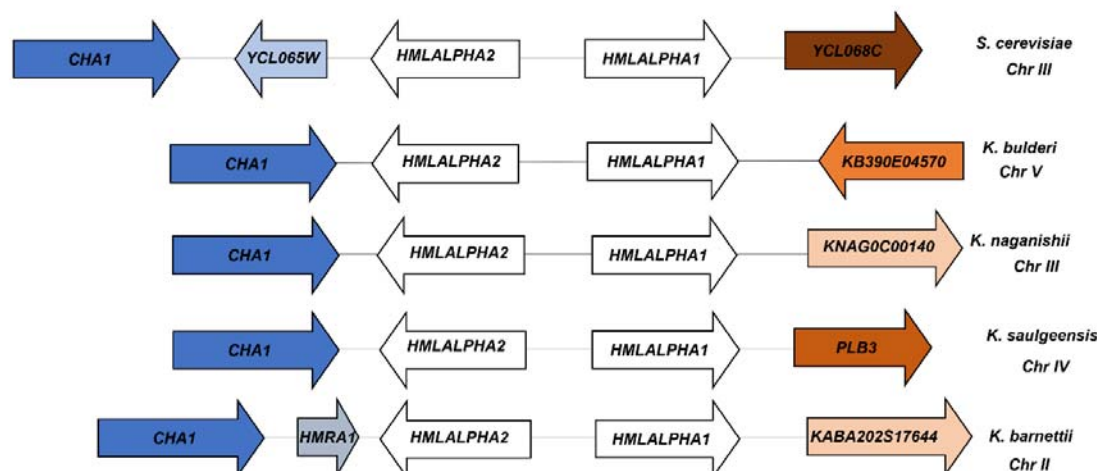 CHA1 YCL065W HMLALPHA2 HMLALPHA1 YCL068C S. cerevisiae
Chr III
CHA1 HMLALPHA2 HMLALPHA1 KB390E04570 K. bulderi
Chr V
CHA1 HMLALPHA2 HMLALPHA1 KNAG0C00140 K. naganishii
Chr III
CHA1 HMLALPHA2 HMLALPHA1 PLB3 K. saulgeensis
Chr IV
CHA1 HMRA1 HMLALPHA2 HMLALPHA1 KABA202S17644 K. barnettii
Chr II